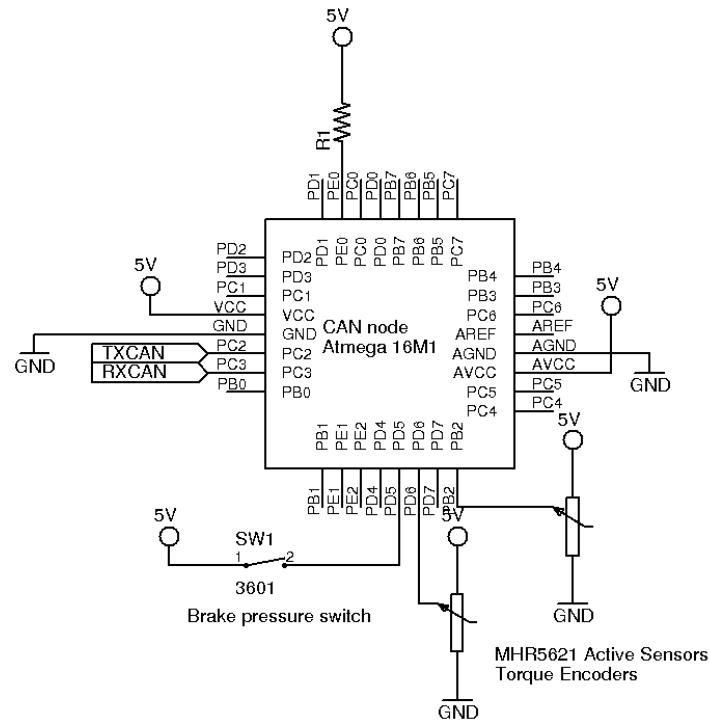 5V
R1
PD1 PE0 PC0 PD0 PB7 PB6 PB5 PC7
PD1 PE0 PC0 PD0 PB7 PB6 PB5 PC7
PD2 PD2
PD3 PD3
5V
PC1 PC1
VCC VCC
GND GND
GND
TXCAN PC2 PC2
RXCAN PC3 PC3
PB0 PB0
CAN node
Atmega 16M1
PB4 PB4
PB3 PB3
5V
PC6 PC6
AREF AREF
AGND AGND
AVCC AVCC
GND
PC5 PC5
PC4 PC4
PB1 PE1 PE2 PD4 PD5 PD6 PD7 PB2
PB1 PE1 PE2 PD4 PD5 PD6 PD7 PB2
5V
5V
5V
SW1
1 2
3601
Brake pressure switch
GND
GND
MHR5621 Active Sensors
Torque Encoders